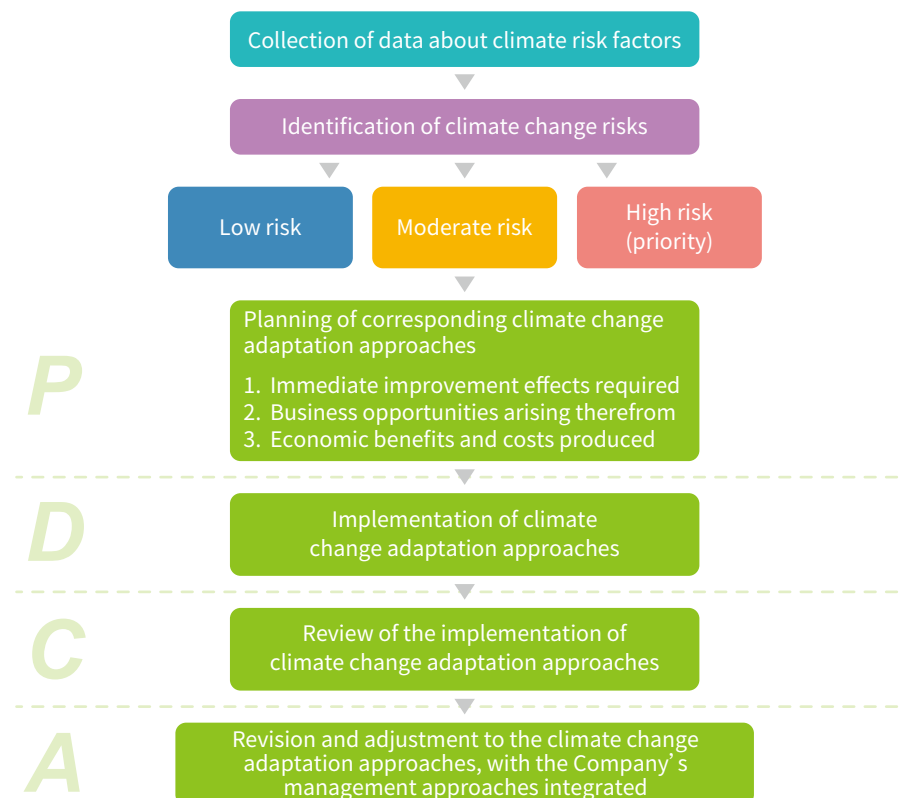 Collection of data about climate risk factors
Identification of climate change risks
Low risk
Moderate risk
High risk
(priority)
P
Planning of corresponding climate change
adaptation approaches
1. Immediate improvement effects required
2. Business opportunities arising therefrom
3. Economic benefits and costs produced
D
Implementation of climate
change adaptation approaches
C
Review of the implementation of
climate change adaptation approaches
A
Revision and adjustment to the climate change
adaptation approaches, with the Company’s
management approaches integrated